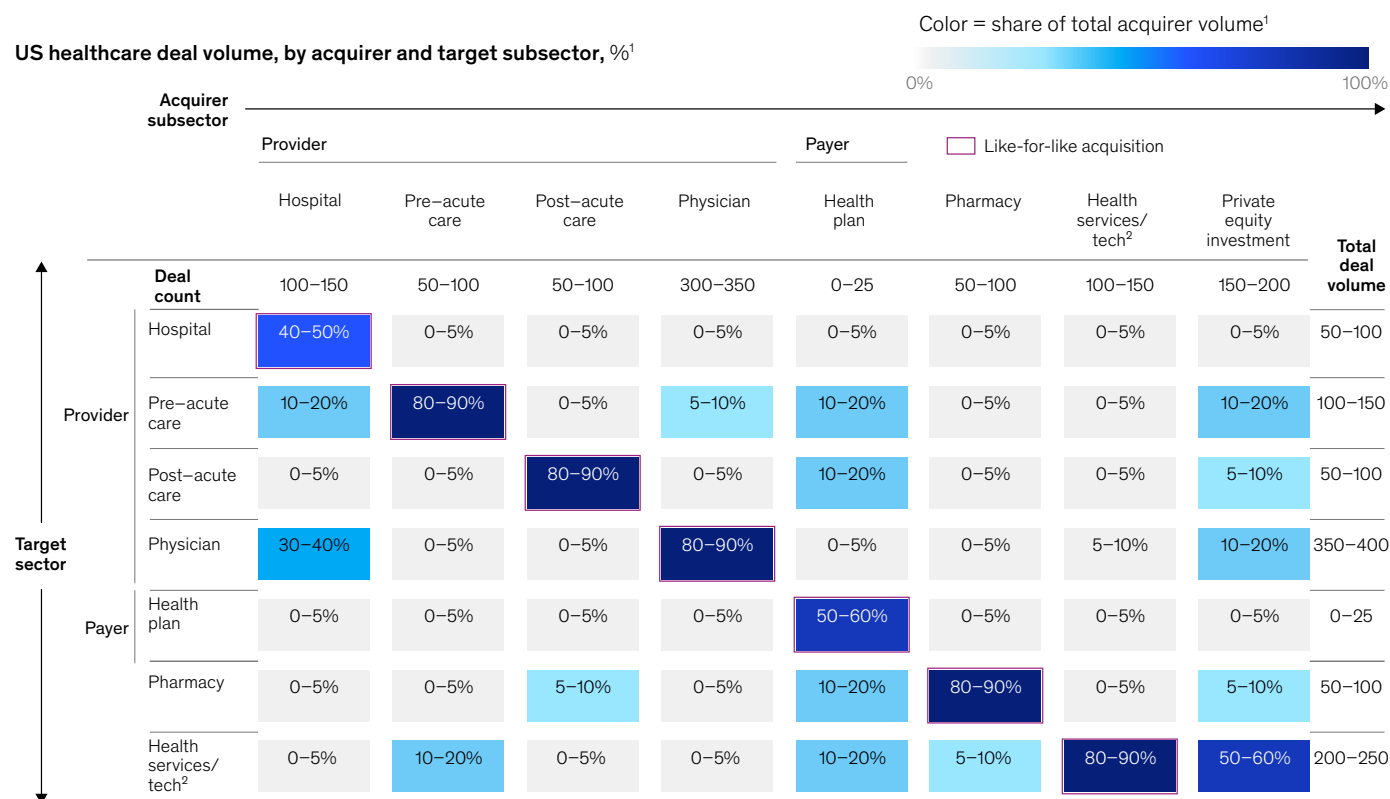 Color = share of total acquirer volume¹
US healthcare deal volume, by acquirer and target subsector, %¹
0% 100%
Acquirer
subsector
Provider Payer Like-for-like acquisition
Hospital Pre–acute Post–acute Physician Health Pharmacy Health Private
care care plan services/ equity
tech² investment
Total
deal
volume
Deal
count
100–150 50–100 50–100 300–350 0–25 50–100 100–150 150–200
Hospital 40–50% 0–5% 0–5% 0–5% 0–5% 0–5% 0–5% 0–5% 50–100
Provider
Pre–acute
care
10–20% 80–90% 0–5% 5–10% 10–20% 0–5% 0–5% 10–20% 100–150
Post–acute
care
0–5% 0–5% 80–90% 0–5% 10–20% 0–5% 0–5% 5–10% 50–100
Target
sector
Physician 30–40% 0–5% 0–5% 80–90% 0–5% 0–5% 5–10% 10–20% 350–400
Payer
Health
plan
0–5% 0–5% 0–5% 0–5% 50–60% 0–5% 0–5% 0–5% 0–25
Pharmacy 0–5% 0–5% 5–10% 0–5% 10–20% 80–90% 0–5% 5–10% 50–100
Health
services/
tech²
0–5% 10–20% 0–5% 0–5% 10–20% 5–10% 80–90% 50–60% 200–250